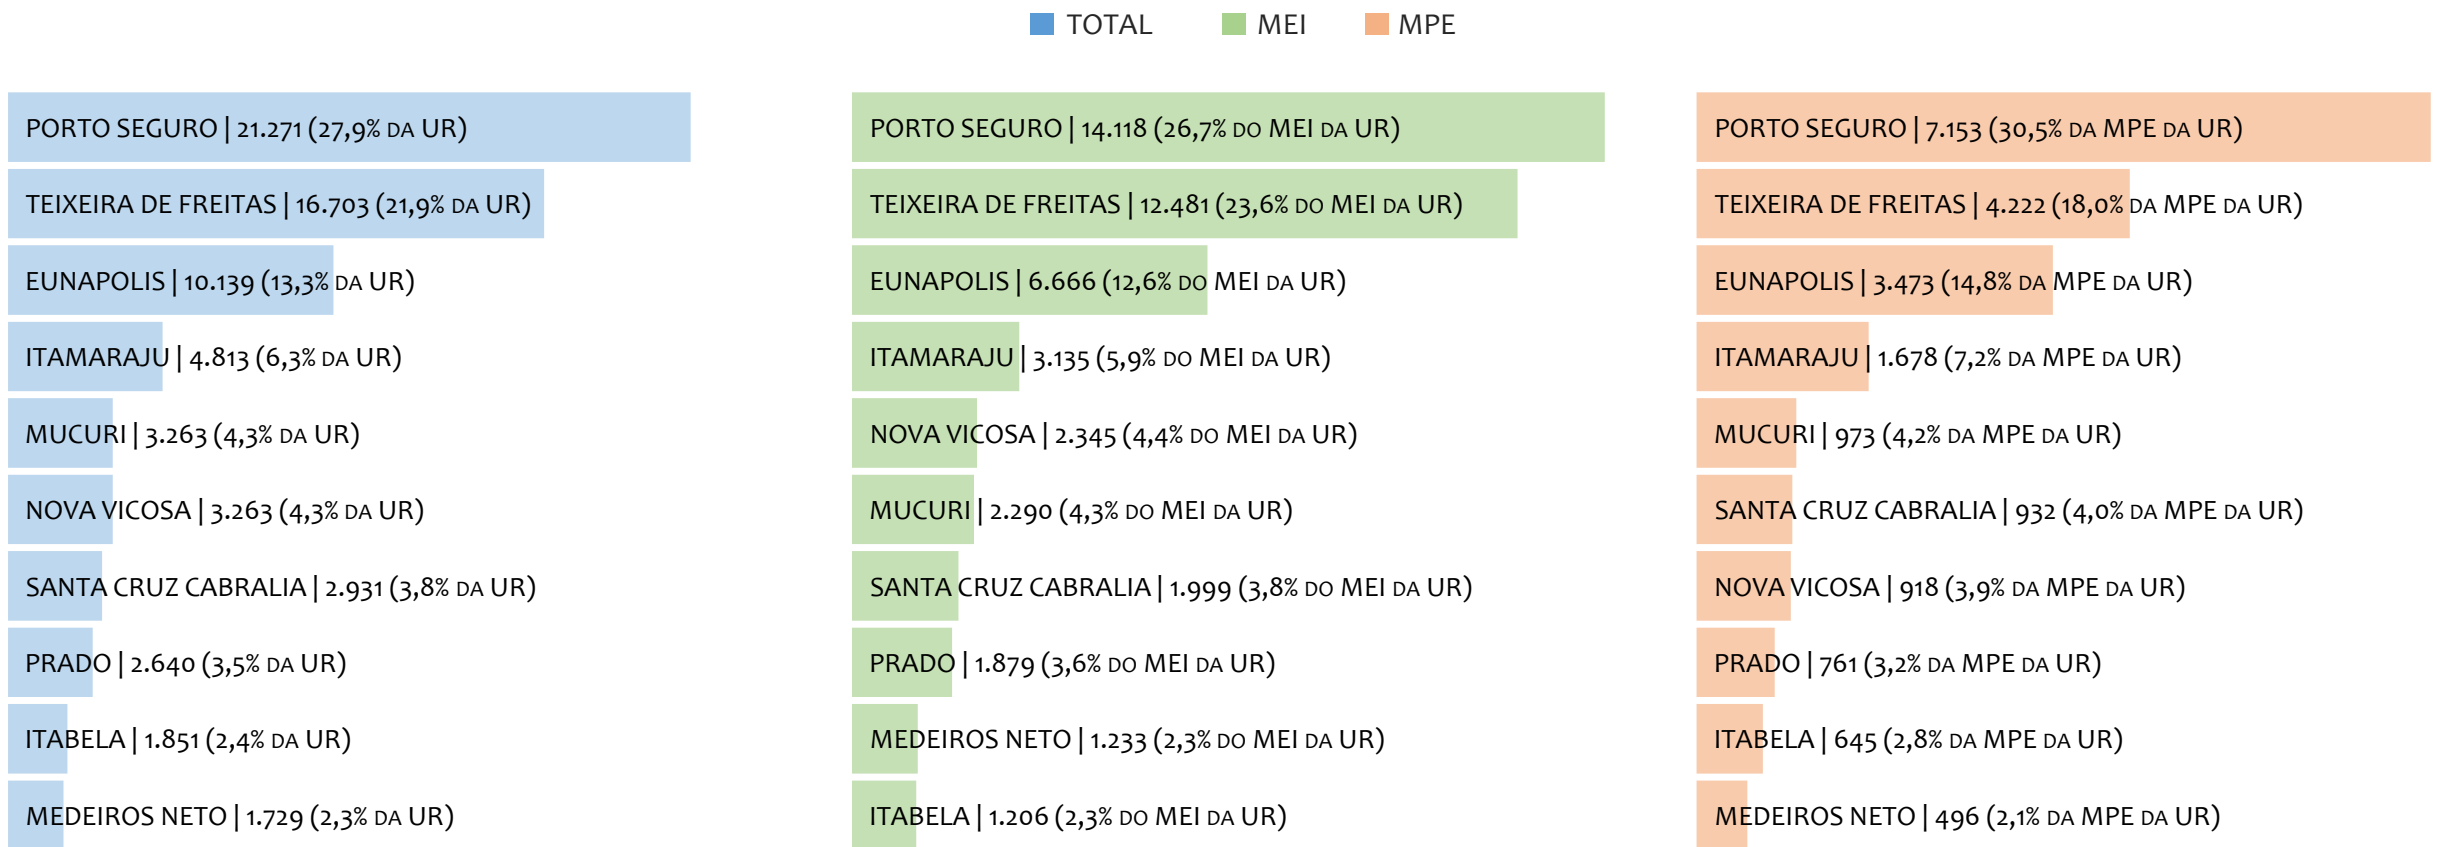 TOTAL MEI MPE
PORTO SEGURO | 21.271 (27,9% DA UR)
TEIXEIRA DE FREITAS | 16.703 (21,9% DA UR)
EUNAPOLIS | 10.139 (13,3% DA UR)
ITAMARAJU | 4.813 (6,3% DA UR)
MUCURI | 3.263 (4,3% DA UR)
NOVA VICOSA | 3.263 (4,3% DA UR)
SANTA CRUZ CABRALIA | 2.931 (3,8% DA UR)
PRADO | 2.640 (3,5% DA UR)
ITABELA | 1.851 (2,4% DA UR)
MEDEIROS NETO | 1.729 (2,3% DA UR)
PORTO SEGURO | 14.118 (26,7% DO MEI DA UR)
TEIXEIRA DE FREITAS | 12.481 (23,6% DO MEI DA UR)
EUNAPOLIS | 6.666 (12,6% DO MEI DA UR)
ITAMARAJU | 3.135 (5,9% DO MEI DA UR)
NOVA VICOSA | 2.345 (4,4% DO MEI DA UR)
MUCURI | 2.290 (4,3% DO MEI DA UR)
SANTA CRUZ CABRALIA | 1.999 (3,8% DO MEI DA UR)
PRADO | 1.879 (3,6% DO MEI DA UR)
MEDEIROS NETO | 1.233 (2,3% DO MEI DA UR)
ITABELA | 1.206 (2,3% DO MEI DA UR)
PORTO SEGURO | 7.153 (30,5% DA MPE DA UR)
TEIXEIRA DE FREITAS | 4.222 (18,0% DA MPE DA UR)
EUNAPOLIS | 3.473 (14,8% DA MPE DA UR)
ITAMARAJU | 1.678 (7,2% DA MPE DA UR)
MUCURI | 973 (4,2% DA MPE DA UR)
SANTA CRUZ CABRALIA | 932 (4,0% DA MPE DA UR)
NOVA VICOSA | 918 (3,9% DA MPE DA UR)
PRADO | 761 (3,2% DA MPE DA UR)
ITABELA | 645 (2,8% DA MPE DA UR)
MEDEIROS NETO | 496 (2,1% DA MPE DA UR)